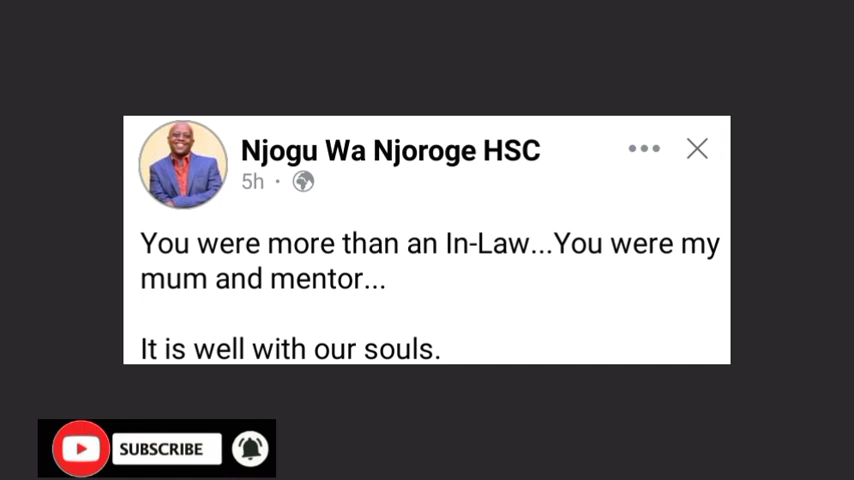 Njogu Wa Njoroge HSC
5h ·
You were more than an In-Law...You were my
mum and mentor...
It is well with our souls.
SUBSCRIBE